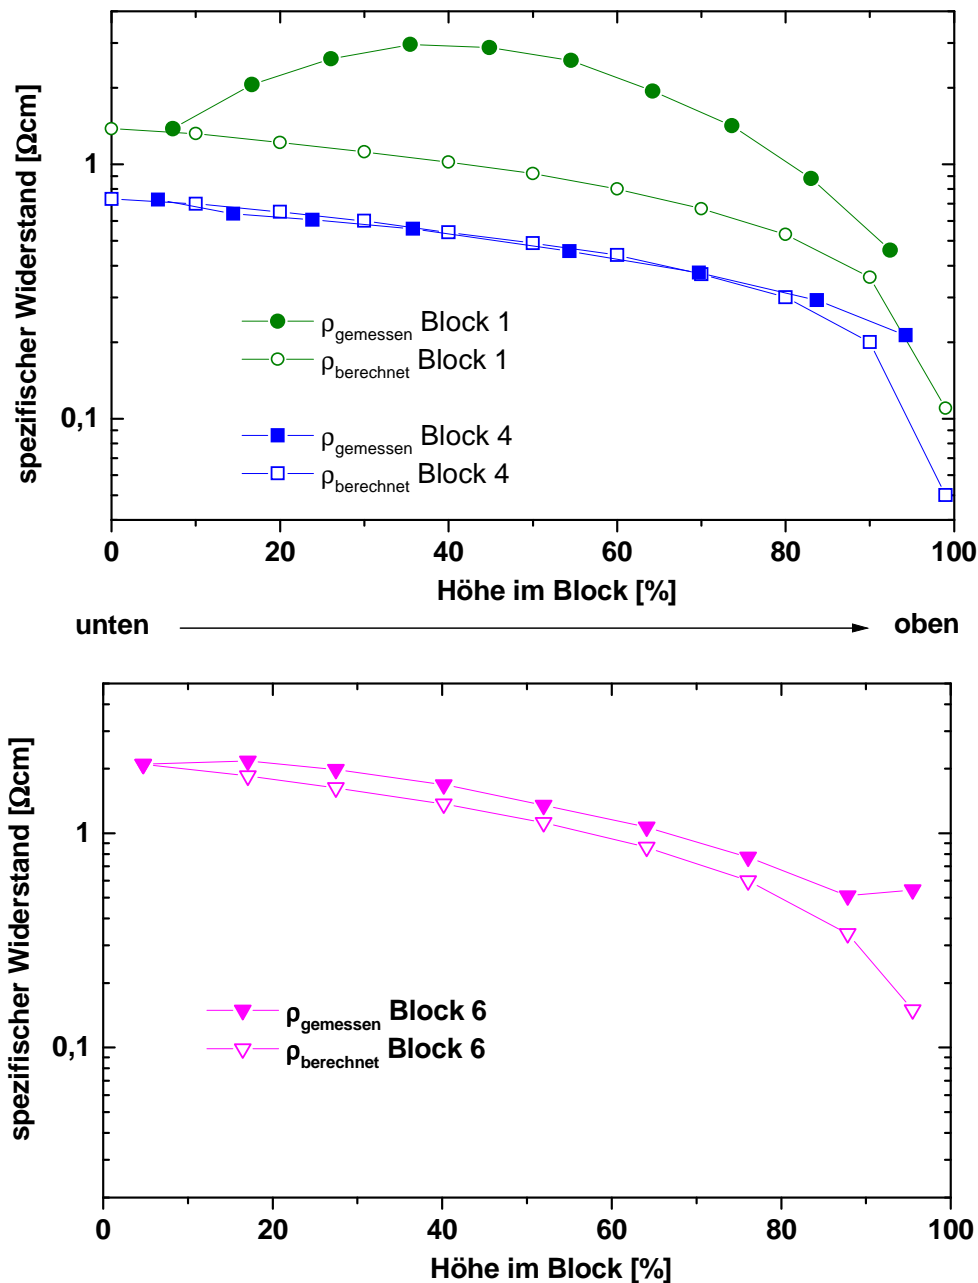 spezifischer Widerstand [Ωcm]
1
0,1
ρgemessen Block 1
ρberechnet Block 1
ρgemessen Block 4
ρberechnet Block 4
0 20 40 60 80 100
Höhe im Block [%]
unten oben
spezifischer Widerstand [Ωcm]
1
0,1
ρgemessen Block 6
ρberechnet Block 6
0 20 40 60 80 100
Höhe im Block [%]